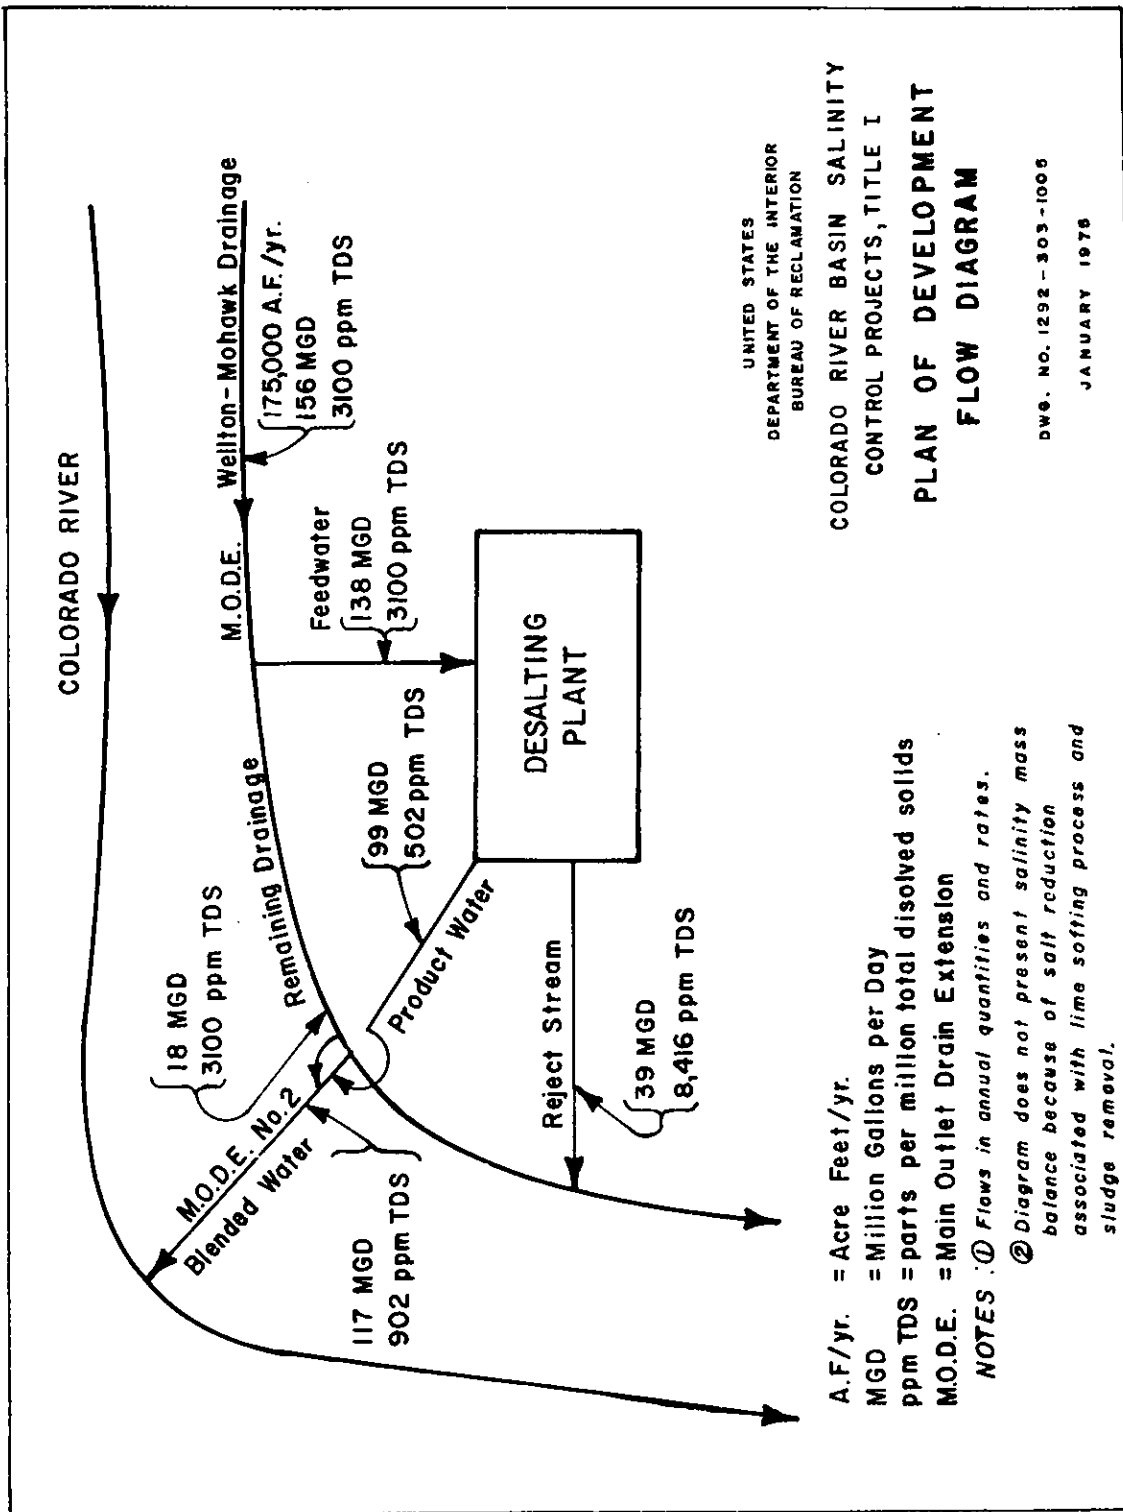 COLORADO RIVER
M.O.D.E.
Wellton-Mohawk Drainage
175,000 A.F./yr.
156 MGD
3100 ppm TDS
Feedwater
138 MGD
3100 ppm TDS
Remaining Drainage
18 MGD
3100 ppm TDS
M.O.D.E. No.2
Blended Water
117 MGD
902 ppm TDS
99 MGD
502 ppm TDS
Product Water
DESALTING
PLANT
Reject Stream
39 MGD
8,416 ppm TDS
A.F/yr. = Acre Feet/yr.
MGD = Million Gallons per Day
ppm TDS = parts per million total disolved solids
M.O.D.E. = Main Outlet Drain Extension
NOTES : ① Flows in annual quantities and rates.
② Diagram does not present salinity mass
balance because of salt reduction
associated with lime softing process and
sludge removal.
UNITED STATES
DEPARTMENT OF THE INTERIOR
BUREAU OF RECLAMATION
COLORADO RIVER BASIN SALINITY
CONTROL PROJECTS, TITLE I
PLAN OF DEVELOPMENT
FLOW DIAGRAM
DWG. NO. 1292-303-1005
JANUARY 1975